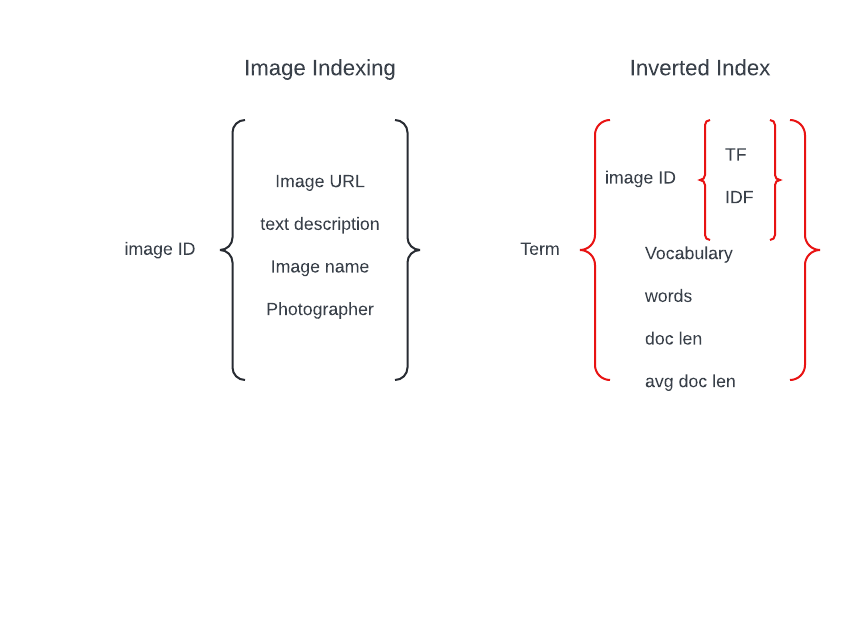 Image Indexing
image ID
Image URL
text description
Image name
Photographer
Inverted Index
Term
image ID
TF
IDF
Vocabulary
words
doc len
avg doc len